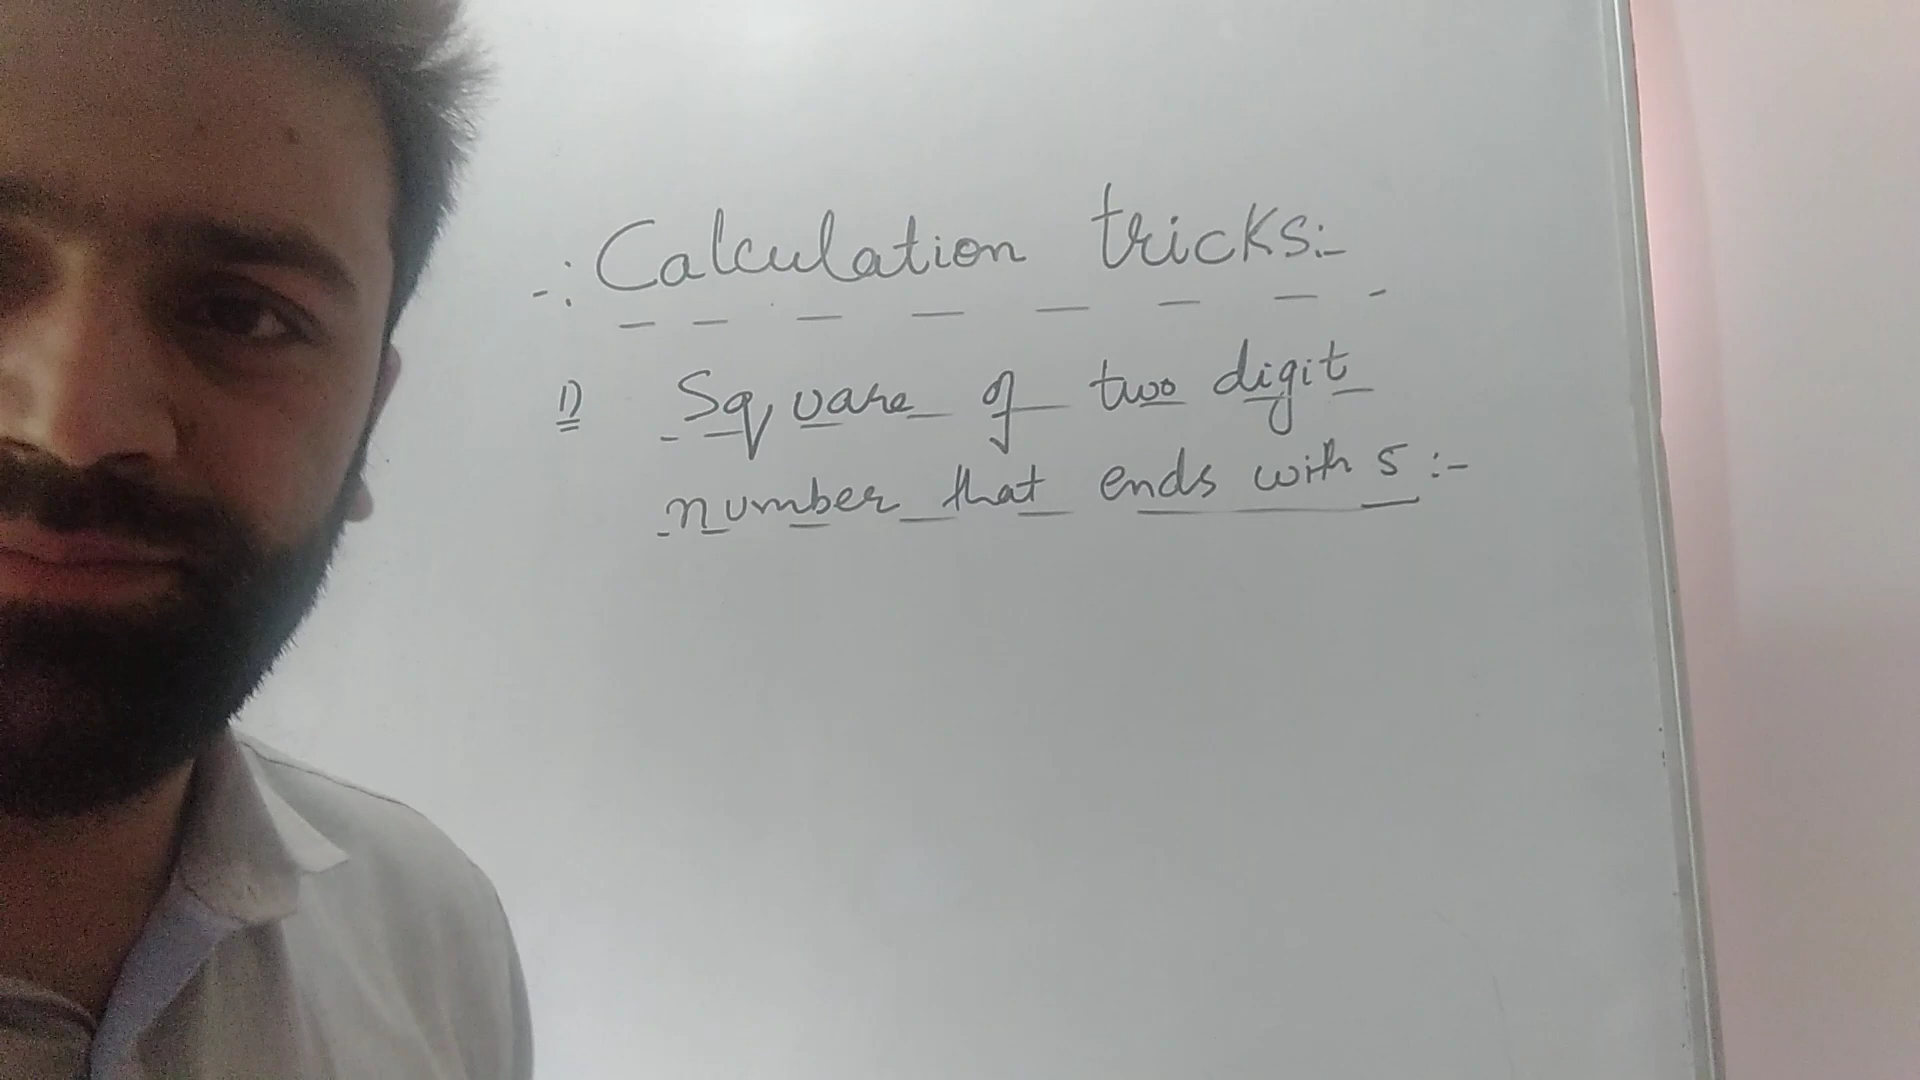 -: Calculation tricks:-
1) Square of two digit
number that ends with 5 :-